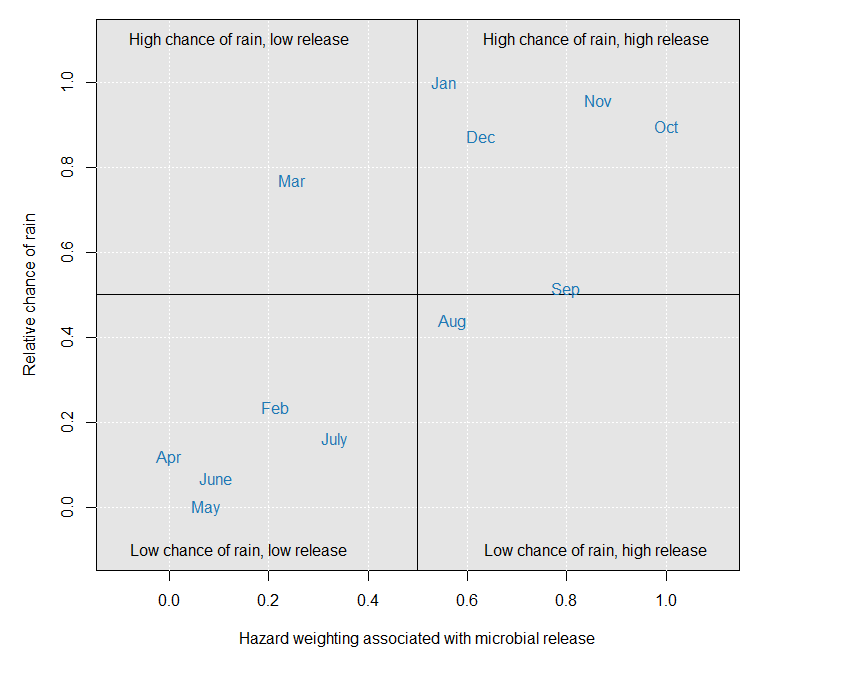 High chance of rain, low release
High chance of rain, high release
Jan
Nov
Oct
Dec
Mar
Sep
Aug
Feb
July
Apr
June
May
Low chance of rain, low release
Low chance of rain, high release
1.0
0.8
0.6
0.4
0.2
0.0
Relative chance of rain
0.0 0.2 0.4 0.6 0.8 1.0
Hazard weighting associated with microbial release